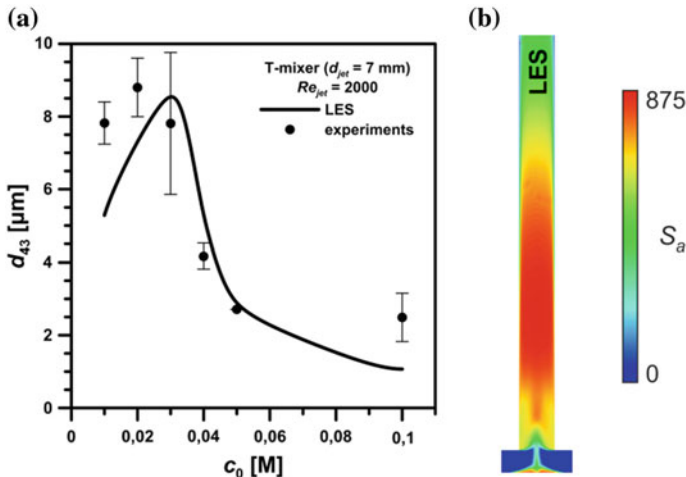 (a)
10
8
6
4
2
0
d43 [µm]
T-mixer (djet = 7 mm)
Rejet = 2000
LES
experiments
0
0,02
0,04
0,06
0,08
0,1
c0 [M]
(b)
LES
875
Sa
0